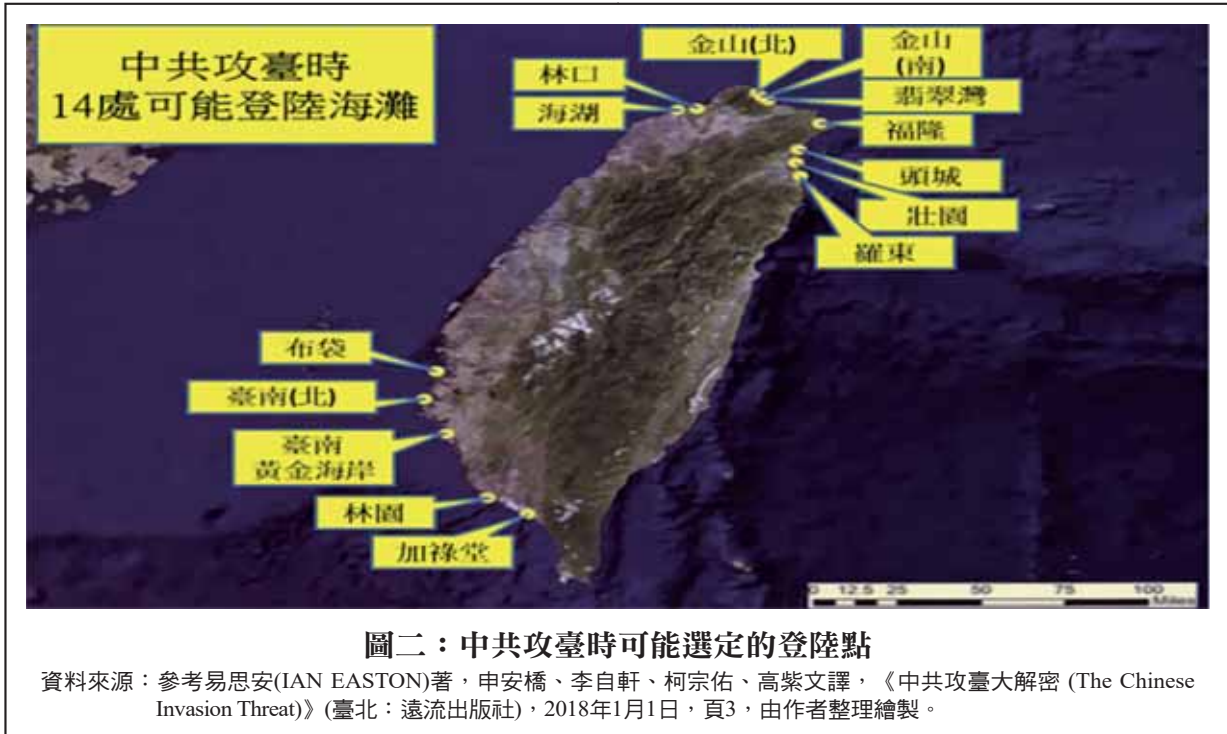 中共攻臺時
14處可能登陸海灘
金山(北)
金山
(南)
林口
翡翠灣
海湖
福隆
頭城
壯圍
羅東
布袋
臺南(北)
臺南
黃金海岸
林園
加祿堂
0 12.5 25 50 75 100
Miles
圖二：中共攻臺時可能選定的登陸點
資料來源：參考易思安(IAN EASTON)著，申安橋、李自軒、柯宗佑、高紫文譯，《中共攻臺大解密 (The Chinese
Invasion Threat)》(臺北：遠流出版社)，2018年1月1日，頁3，由作者整理繪製。